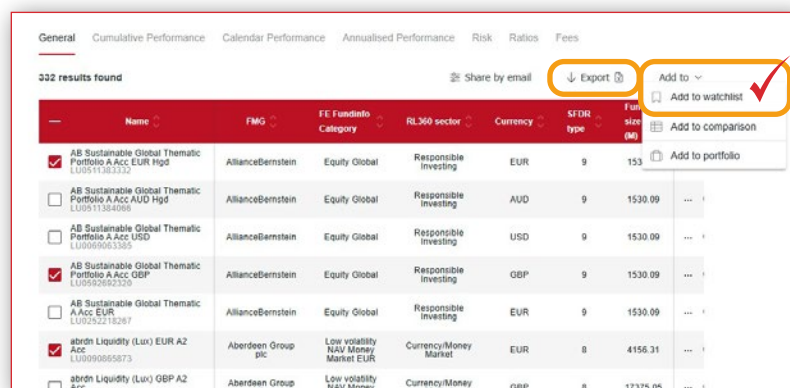 General Cumulative Performance Calendar Performance Annualised Performance Risk Ratios Fees
332 results found Share by email Export Add to
Add to watchlist
Add to comparison
Add to portfolio
Name FMG FE Fundinfo Category RL360 sector Currency SFDR type size (M)
AB Sustainable Global Thematic
Portfolio A Acc EUR Hgd AllianceBernstein Equity Global Responsible Investing EUR 9 153
LU0511383332
AB Sustainable Global Thematic
Portfolio A Acc AUD Hgd AllianceBernstein Equity Global Responsible Investing AUD 9 1530.09 ...
LU0511384066
AB Sustainable Global Thematic
Portfolio A Acc USD AllianceBernstein Equity Global Responsible Investing USD 9 1530.09 ...
LU0069063385
AB Sustainable Global Thematic
Portfolio A Acc GBP AllianceBernstein Equity Global Responsible Investing GBP 9 1530.09 ...
LU0592692320
AB Sustainable Global Thematic
A Acc EUR AllianceBernstein Equity Global Responsible Investing EUR 9 1530.09 ...
LU0252218267
abrdn Liquidity (Lux) EUR A2
Acc Aberdeen Group plc Low volatility NAV Money Market EUR Currency/Money Market EUR 8 4156.31 ...
LU0090865873
abrdn Liquidity (Lux) GBP A2
Acc Aberdeen Group Low volatility NAV Money Currency/Money GBP 8 17375.05 ...